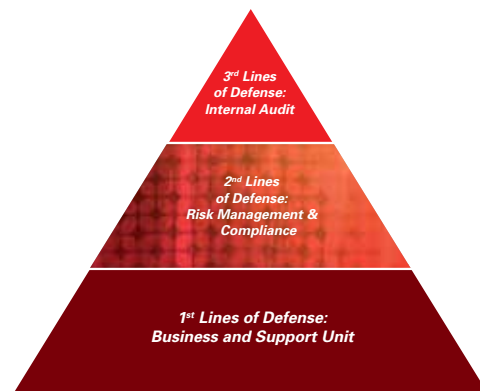 3rd Lines
of Defense:
Internal Audit
2nd Lines
of Defense:
Risk Management &
Compliance
1st Lines of Defense:
Business and Support Unit